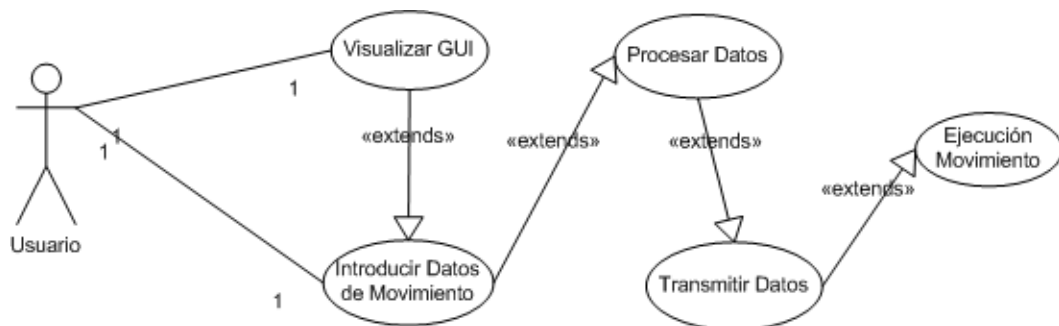 Visualizar GUI
Procesar Datos
1
1
1
1
«extends»
«extends»
«extends»
«extends»
Ejecución
Movimiento
Usuario
Introducir Datos
de Movimiento
Transmitir Datos
1